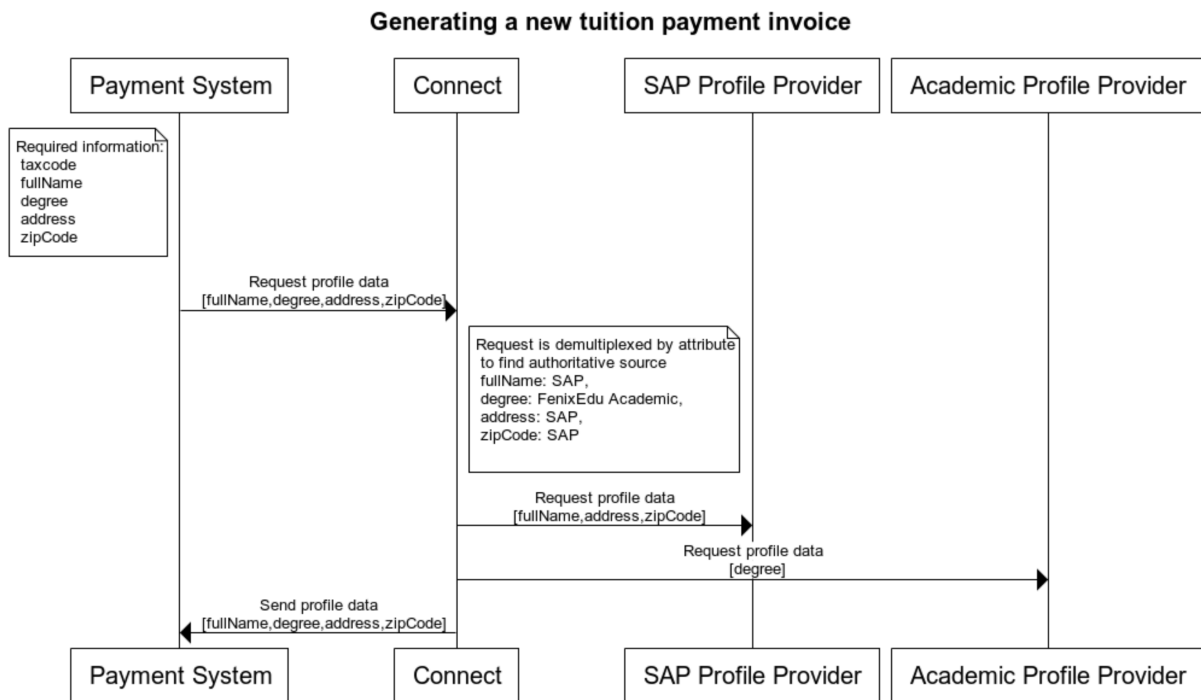 Generating a new tuition payment invoice
Payment System
Connect
SAP Profile Provider
Academic Profile Provider
Required information:
taxcode
fullName
degree
address
zipCode
Request profile data
[fullName,degree,address,zipCode]
Request is demultiplexed by attribute
to find authoritative source
fullName: SAP,
degree: FenixEdu Academic,
address: SAP,
zipCode: SAP
Request profile data
[fullName,address,zipCode]
Request profile data
[degree]
Send profile data
[fullName,degree,address,zipCode]
Payment System
Connect
SAP Profile Provider
Academic Profile Provider